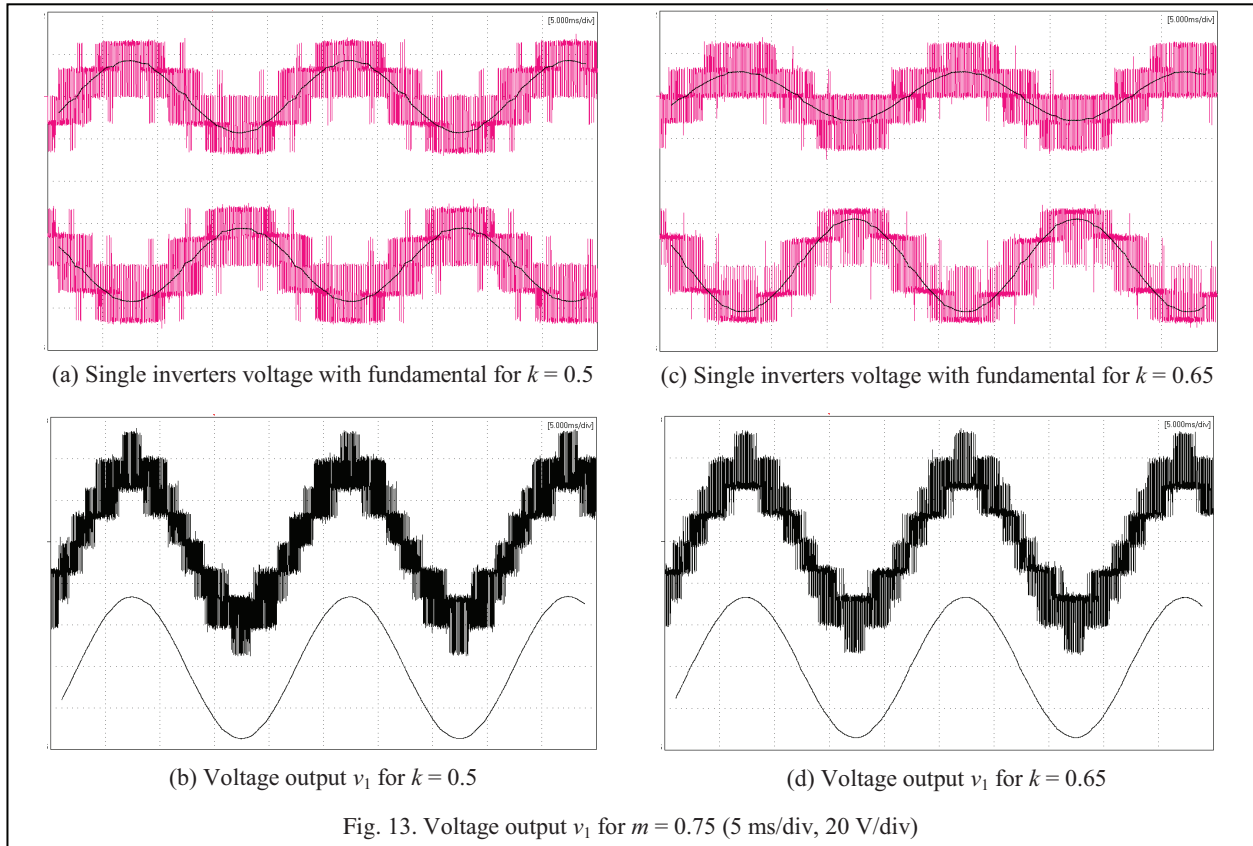 [5.000ms/div]
[5.000ms/div]
(a) Single inverters voltage with fundamental for k = 0.5
(c) Single inverters voltage with fundamental for k = 0.65
[5.000ms/div]
[5.000ms/div]
(b) Voltage output v₁ for k = 0.5
(d) Voltage output v₁ for k = 0.65
Fig. 13. Voltage output v₁ for m = 0.75 (5 ms/div, 20 V/div)